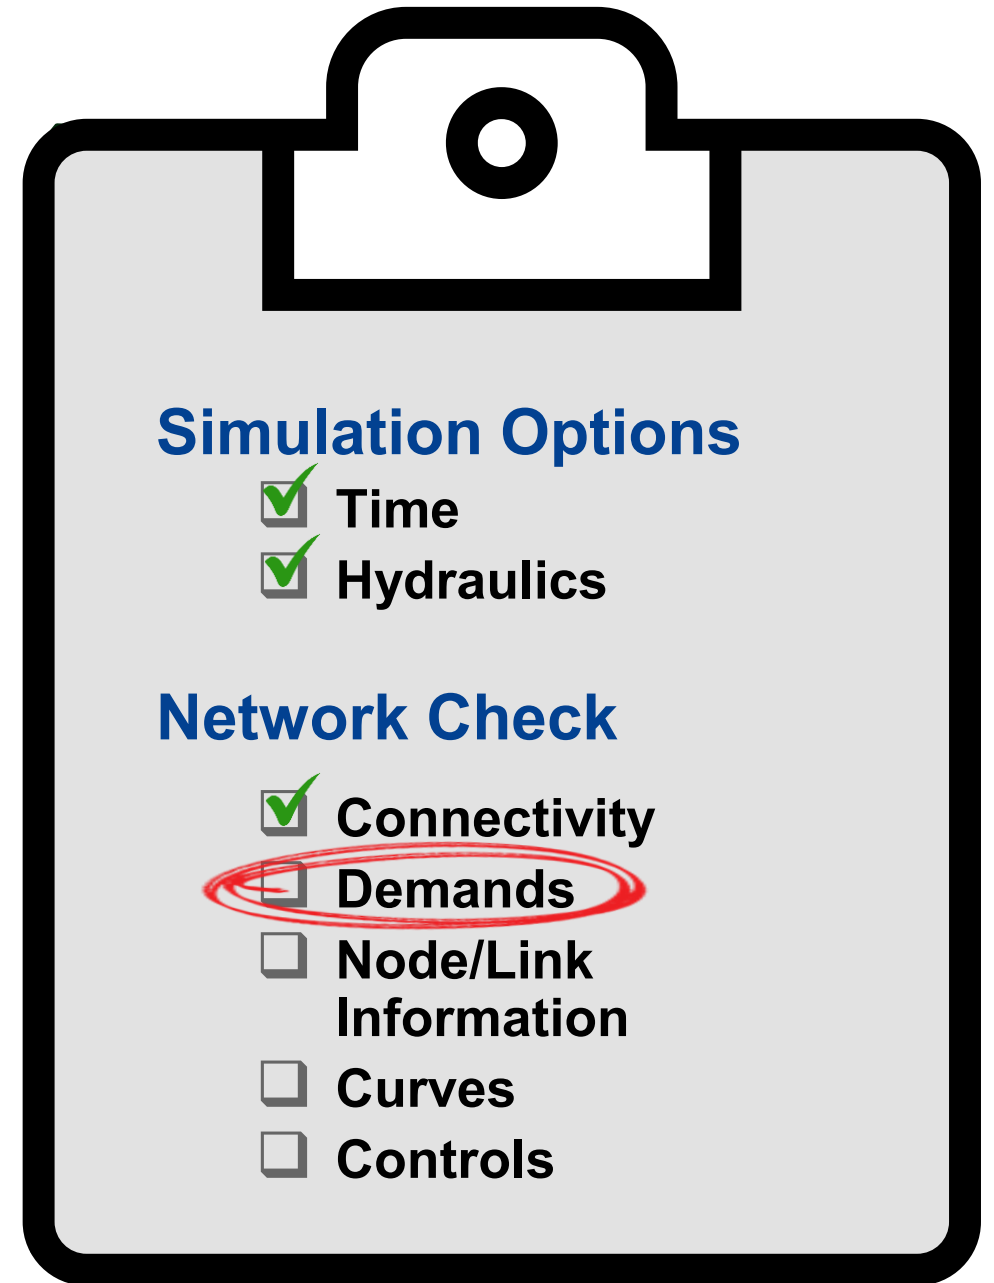 Simulation Options
Time
Hydraulics
Network Check
Connectivity
Demands
Node/Link
Information
Curves
Controls